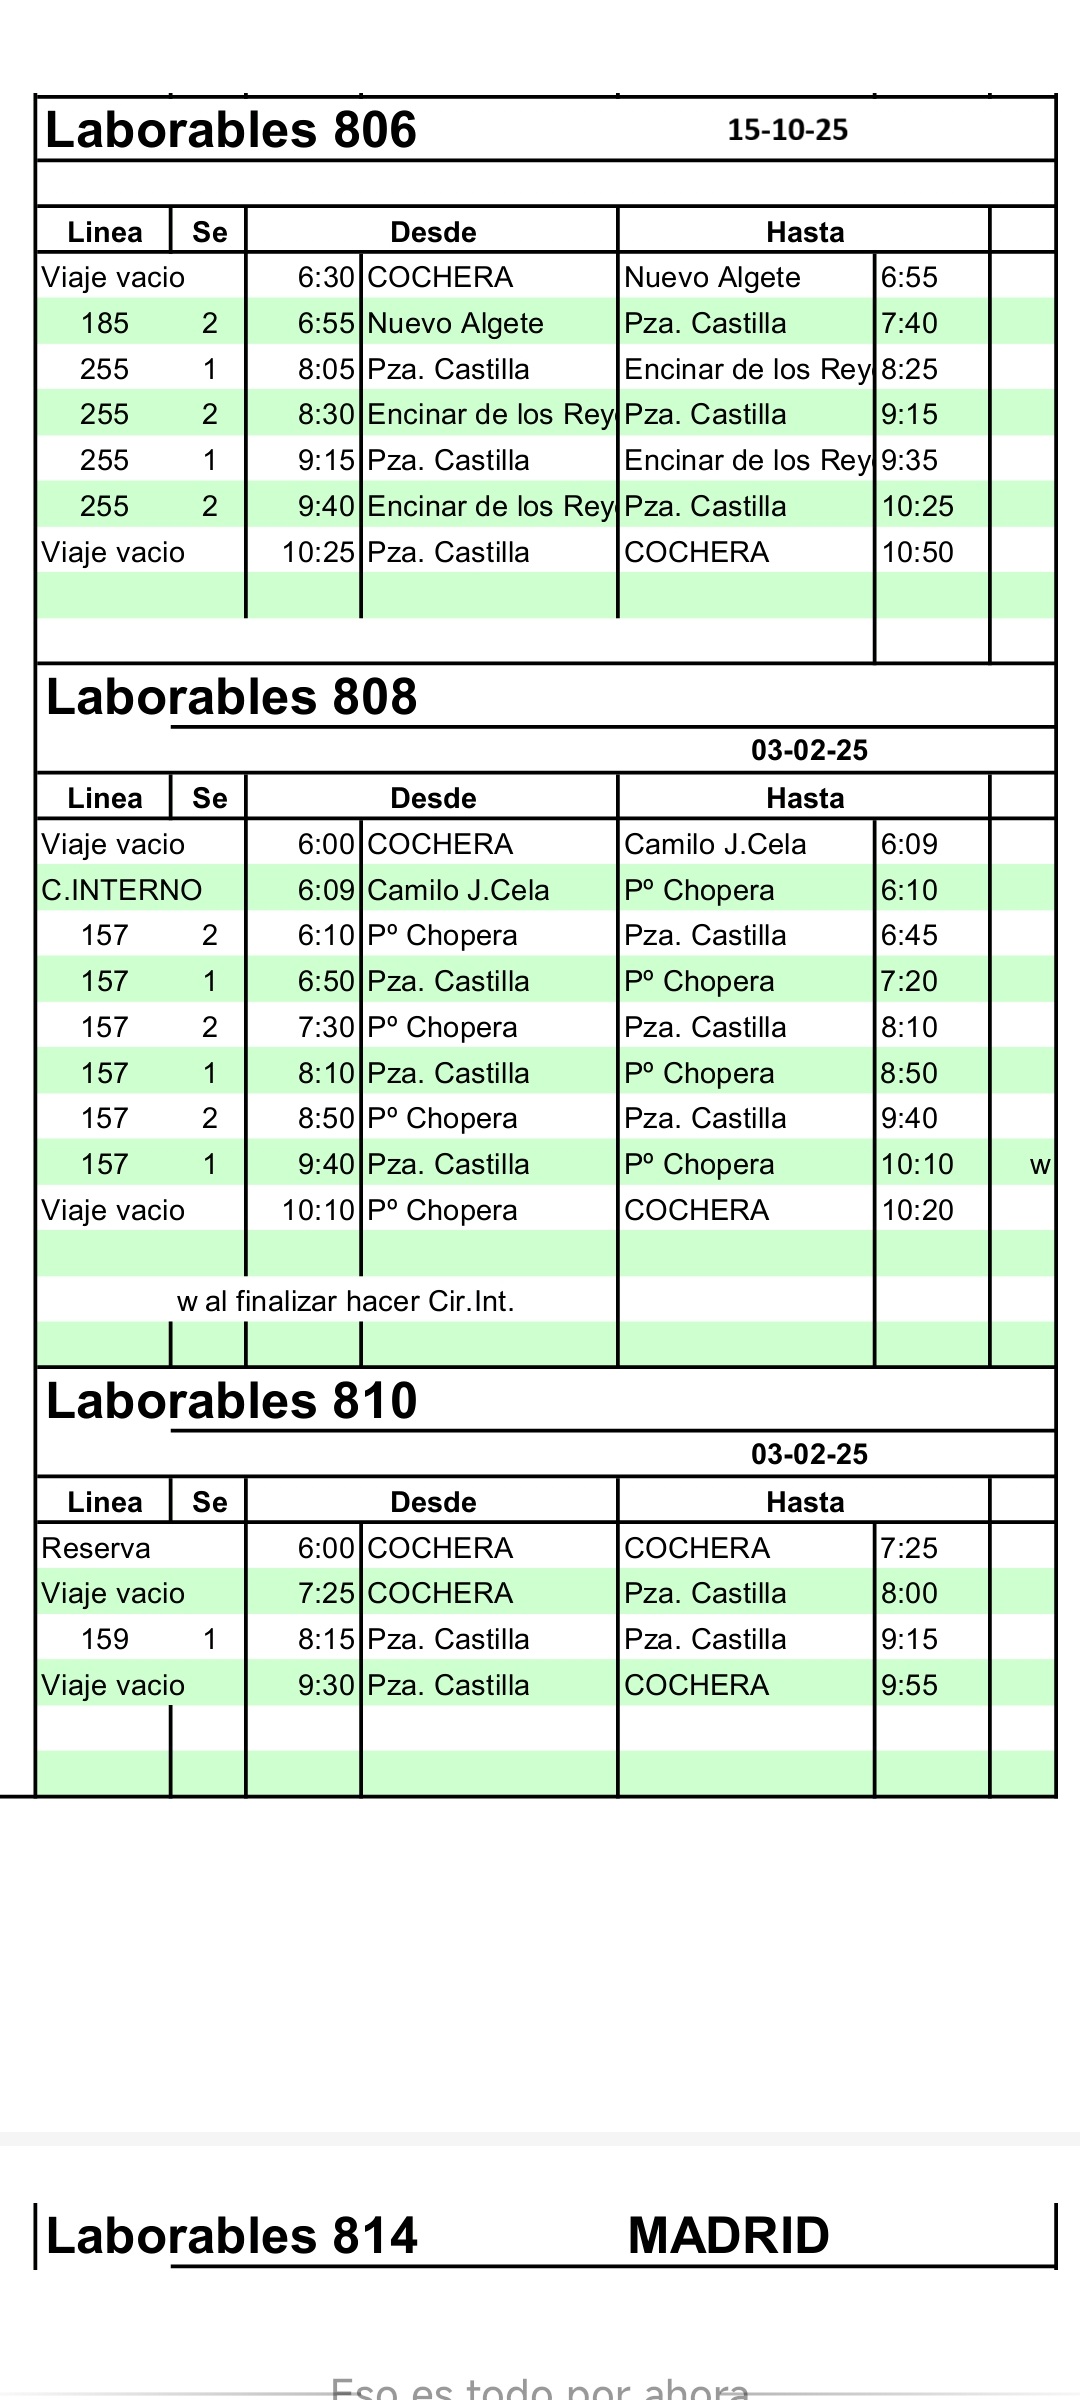 Laborables 806 15-10-25
Linea Se Desde Hasta
Viaje vacio 6:30 COCHERA Nuevo Algete 6:55
185 2 6:55 Nuevo Algete Pza. Castilla 7:40
255 1 8:05 Pza. Castilla Encinar de los Rey 8:25
255 2 8:30 Encinar de los Rey Pza. Castilla 9:15
255 1 9:15 Pza. Castilla Encinar de los Rey 9:35
255 2 9:40 Encinar de los Rey Pza. Castilla 10:25
Viaje vacio 10:25 Pza. Castilla COCHERA 10:50
Laborables 808
03-02-25
Linea Se Desde Hasta
Viaje vacio 6:00 COCHERA Camilo J.Cela 6:09
C.INTERNO 6:09 Camilo J.Cela Pº Chopera 6:10
157 2 6:10 Pº Chopera Pza. Castilla 6:45
157 1 6:50 Pza. Castilla Pº Chopera 7:20
157 2 7:30 Pº Chopera Pza. Castilla 8:10
157 1 8:10 Pza. Castilla Pº Chopera 8:50
157 2 8:50 Pº Chopera Pza. Castilla 9:40
157 1 9:40 Pza. Castilla Pº Chopera 10:10 w
Viaje vacio 10:10 Pº Chopera COCHERA 10:20
w al finalizar hacer Cir.Int.
Laborables 810
03-02-25
Linea Se Desde Hasta
Reserva 6:00 COCHERA COCHERA 7:25
Viaje vacio 7:25 COCHERA Pza. Castilla 8:00
159 1 8:15 Pza. Castilla Pza. Castilla 9:15
Viaje vacio 9:30 Pza. Castilla COCHERA 9:55
Laborables 814 MADRID
Eso es todo por ahora